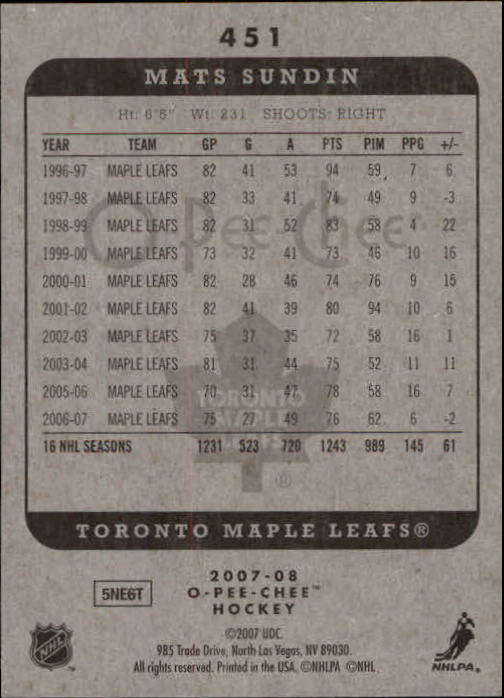 451
MATS SUNDIN
Ht: 6'5" Wt: 231 SHOOTS: RIGHT
YEAR TEAM GP G A PTS PIM PPG +/-
1996-97 MAPLE LEAFS 82 41 53 94 59 7 6
1997-98 MAPLE LEAFS 82 33 41 74 49 9 -3
1998-99 MAPLE LEAFS 82 31 52 83 58 4 22
1999-00 MAPLE LEAFS 73 32 41 73 46 10 16
2000-01 MAPLE LEAFS 82 28 46 74 76 9 15
2001-02 MAPLE LEAFS 82 41 39 80 94 10 6
2002-03 MAPLE LEAFS 75 37 35 72 58 16 1
2003-04 MAPLE LEAFS 81 31 44 75 52 11 11
2005-06 MAPLE LEAFS 70 31 47 78 58 16 7
2006-07 MAPLE LEAFS 75 27 49 76 62 6 -2
16 NHL SEASONS 1231 523 720 1243 989 145 61
O-Pee-Chee
TORONTO
MAPLE
LEAFS
®
TORONTO MAPLE LEAFS®
5NE6T
2007-08
O-PEE-CHEE™
HOCKEY
©2007 UDC.
985 Trade Drive, North Las Vegas, NV 89030.
All rights reserved. Printed in the USA. ©NHLPA ©NHL.
NHL
™
NHLPA®